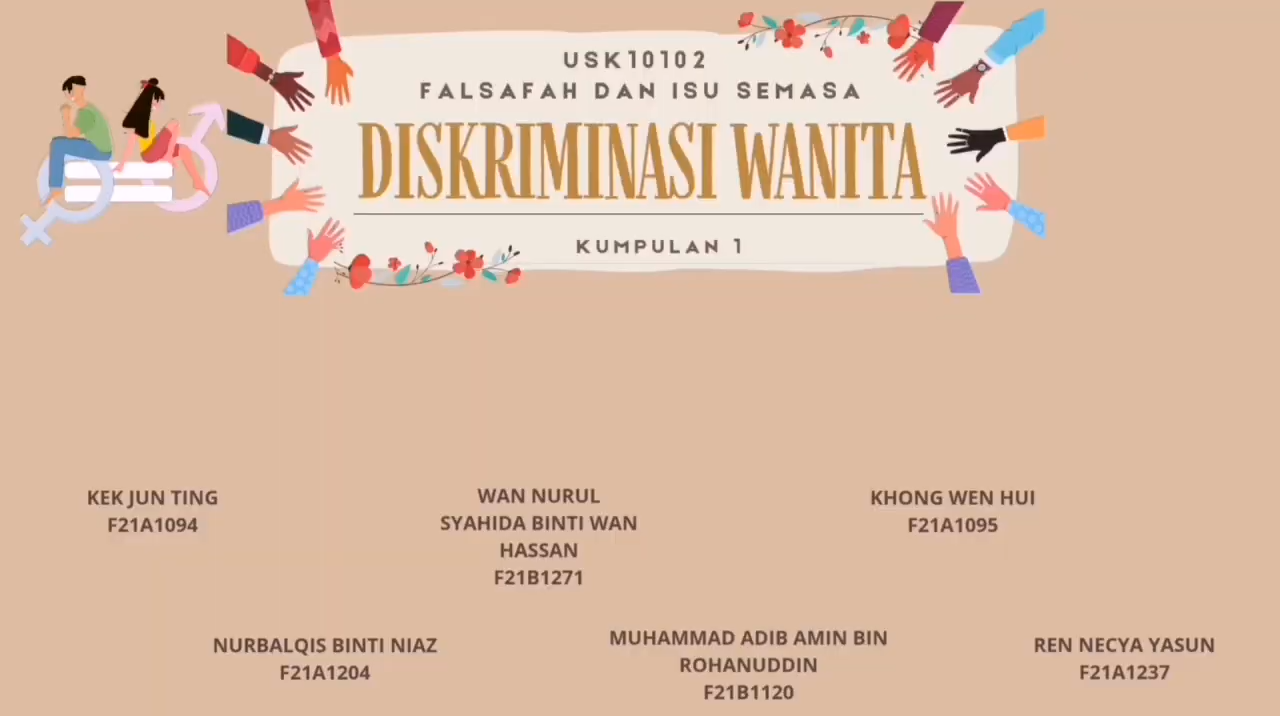 USK10102
FALSAFAH DAN ISU SEMASA
DISKRIMINASI WANITA
KUMPULAN 1
KEK JUN TING
F21A1094
WAN NURUL
SYAHIDA BINTI WAN
HASSAN
F21B1271
KHONG WEN HUI
F21A1095
NURBALQIS BINTI NIAZ
F21A1204
MUHAMMAD ADIB AMIN BIN
ROHANUDDIN
F21B1120
REN NECYA YASUN
F21A1237